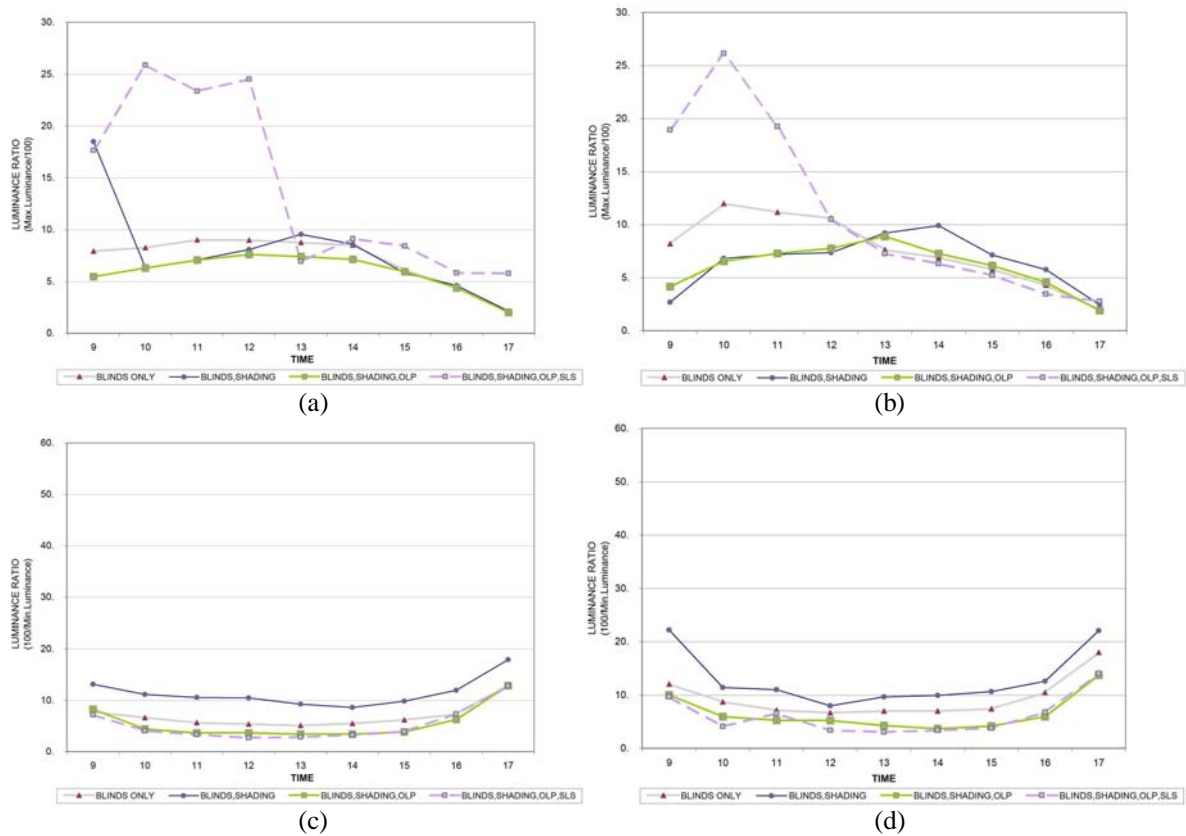 30.
25.
20.
15.
10.
5.
0.
LUMINANCE RATIO
(Max.Luminance/100)
9 10 11 12 13 14 15 16 17
TIME
BLINDS ONLY BLINDS,SHADING BLINDS,SHADING,OLP BLINDS,SHADING,OLP,SLS
(a)
30.
25.
20.
15.
10.
5.
0.
LUMINANCE RATIO
(Max.Luminance/100)
9 10 11 12 13 14 15 16 17
TIME
BLINDS ONLY BLINDS,SHADING BLINDS,SHADING,OLP BLINDS,SHADING,OLP,SLS
(b)
60.
50.
40.
30.
20.
10.
0.
LUMINANCE RATIO
(100/Min.Luminance)
9 10 11 12 13 14 15 16 17
TIME
BLINDS ONLY BLINDS,SHADING BLINDS,SHADING,OLP BLINDS,SHADING,OLP,SLS
(c)
60.
50.
40.
30.
20.
10.
0.
LUMINANCE RATIO
(100/Min.Luminance)
9 10 11 12 13 14 15 16 17
TIME
BLINDS ONLY BLINDS,SHADING BLINDS,SHADING,OLP BLINDS,SHADING,OLP,SLS
(d)